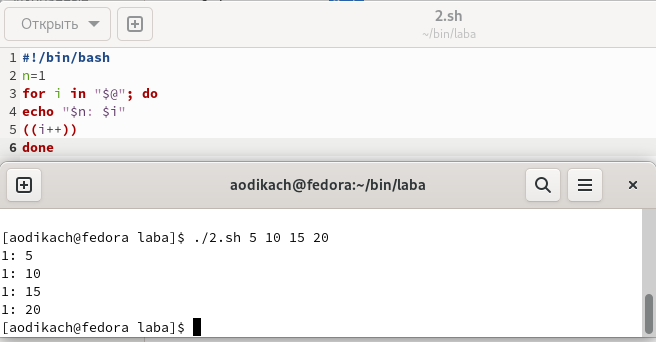 Открыть
2.sh
~/bin/laba
1 #!/bin/bash
2 n=1
3 for i in "$@"; do
4 echo "$n: $i"
5 ((i++))
6 done
aodikach@fedora:~/bin/laba
[aodikach@fedora laba]$ ./2.sh 5 10 15 20
1: 5
1: 10
1: 15
1: 20
[aodikach@fedora laba]$